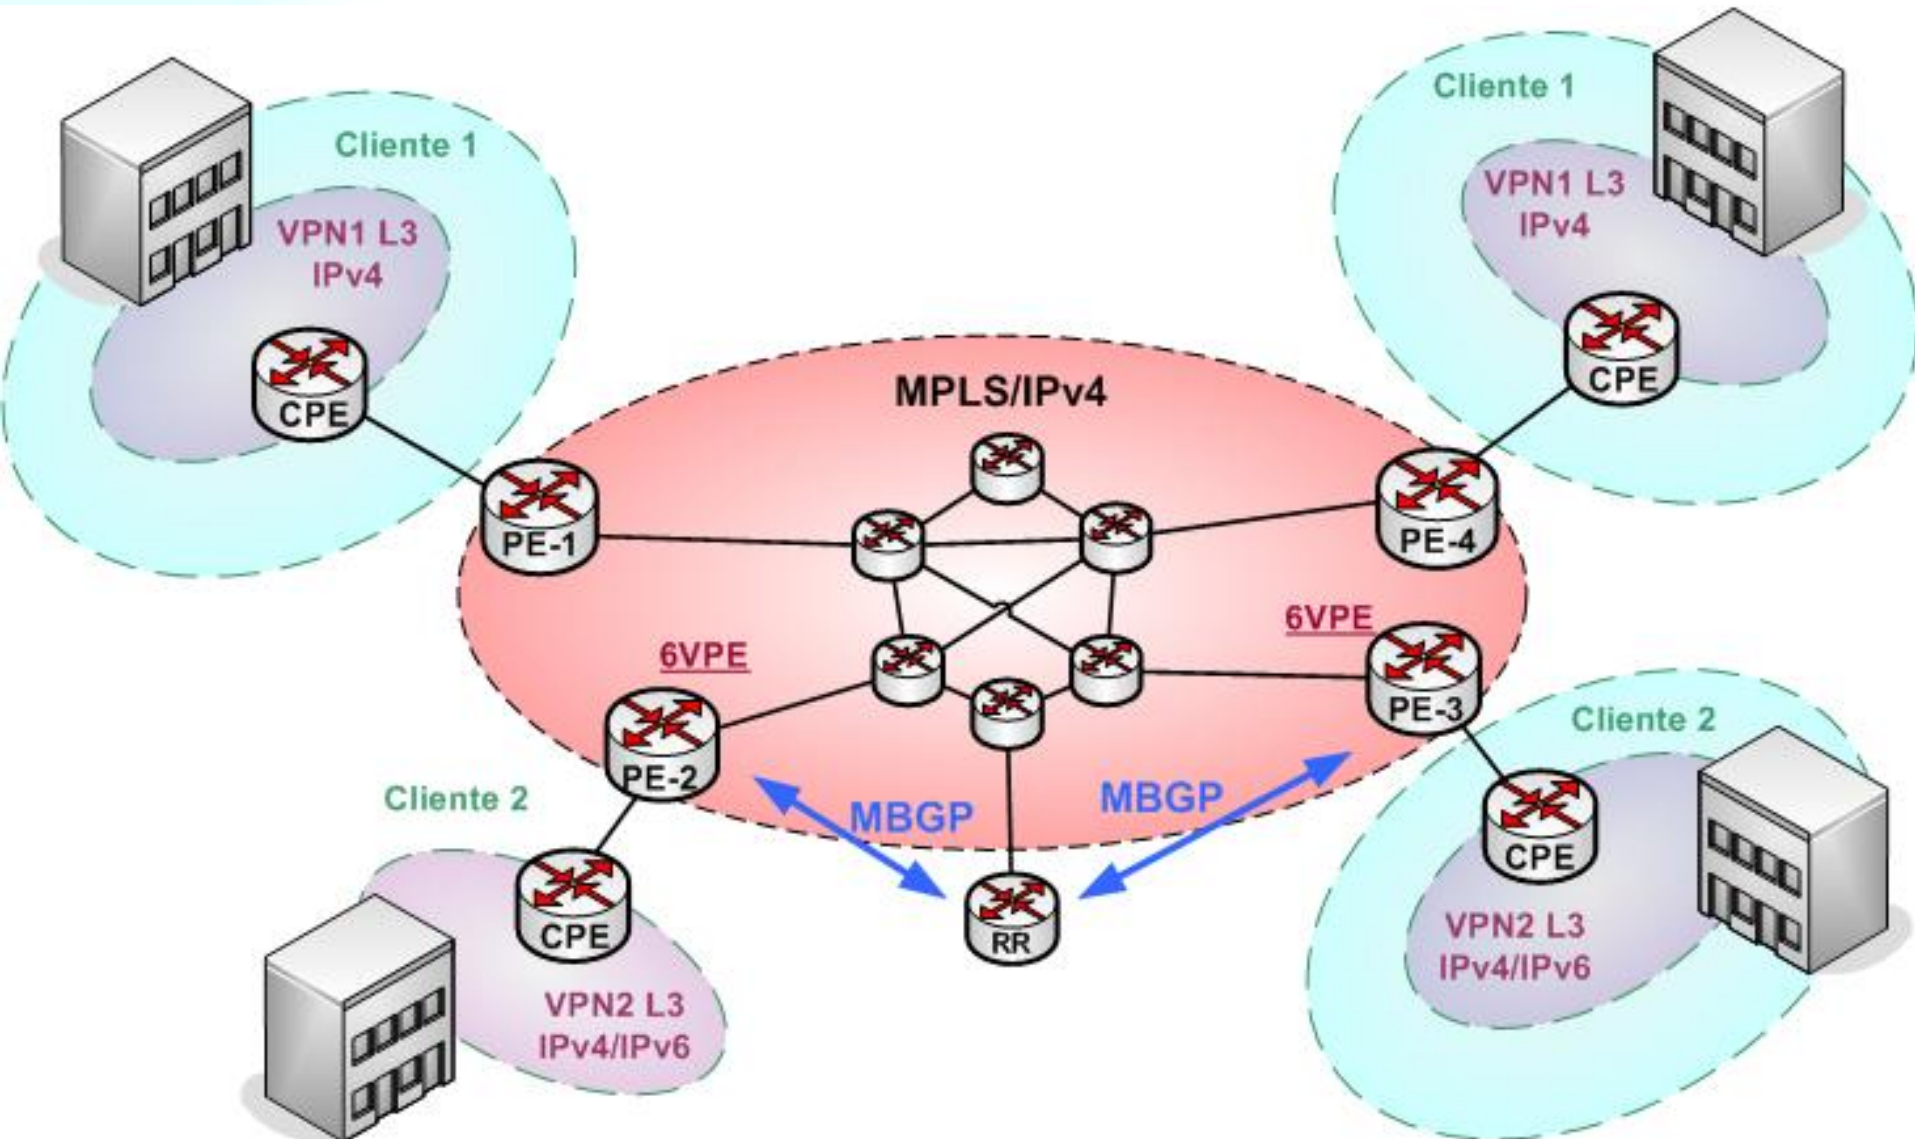 Cliente 1
VPN1 L3
IPv4
CPE
Cliente 1
VPN1 L3
IPv4
CPE
MPLS/IPv4
PE-1
PE-4
6VPE
6VPE
PE-2
PE-3
MBGP
MBGP
Cliente 2
CPE
VPN2 L3
IPv4/IPv6
RR
Cliente 2
CPE
VPN2 L3
IPv4/IPv6